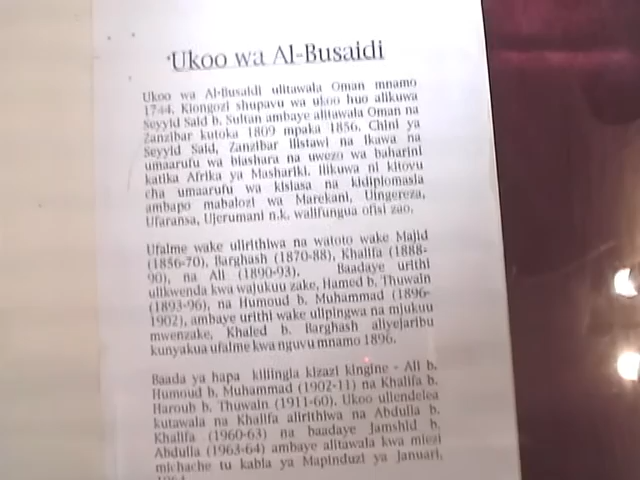 Ukoo wa Al-Busaidi
Ukoo wa Al-Busaidi ulitawala Oman mnamo
1744. Kiongozi shupavu wa ukoo huo alikuwa
Seyyid Said b. Sultan ambaye alitawala Oman na
Zanzibar kutoka 1809 mpaka 1856. Chini ya
Seyyid Said, Zanzibar ilistawi na ikawa na
umaarufu wa biashara na uwezo wa baharini
katika Afrika ya Mashariki. Ilikuwa ni kitovu
cha umaarufu wa kisiasa na kidiplomasia
ambapo mabalozi wa Marekani, Uingereza,
Ufaransa, Ujerumani n.k. walifungua ofisi zao.
Ufalme wake ulirithiwa na watoto wake Majid
(1856-70), Barghash (1870-88), Khalifa (1888-
90), na Ali (1890-93). Baadaye urithi
ulikwenda kwa wajukuu zake, Hamed b. Thuwain
(1893-96), na Humoud b. Muhammad (1896-
1902), ambaye urithi wake ulipingwa na mjukuu
mwenzake, Khaled b. Barghash aliyejaribu
kunyakua ufalme kwa nguvu mnamo 1896.
Baada ya hapa kiliingia kizazi kingine - Ali b.
Humoud b. Muhammad (1902-11) na Khalifa b.
Haroub b. Thuwain (1911-60). Ukoo uliendelea
kutawala na Khalifa alirithiwa na Abdulla b.
Khalifa (1960-63) na baadaye Jamshid b.
Abdulla (1963-64) ambaye alitawala kwa miezi
michache tu kabla ya Mapinduzi ya Januari,